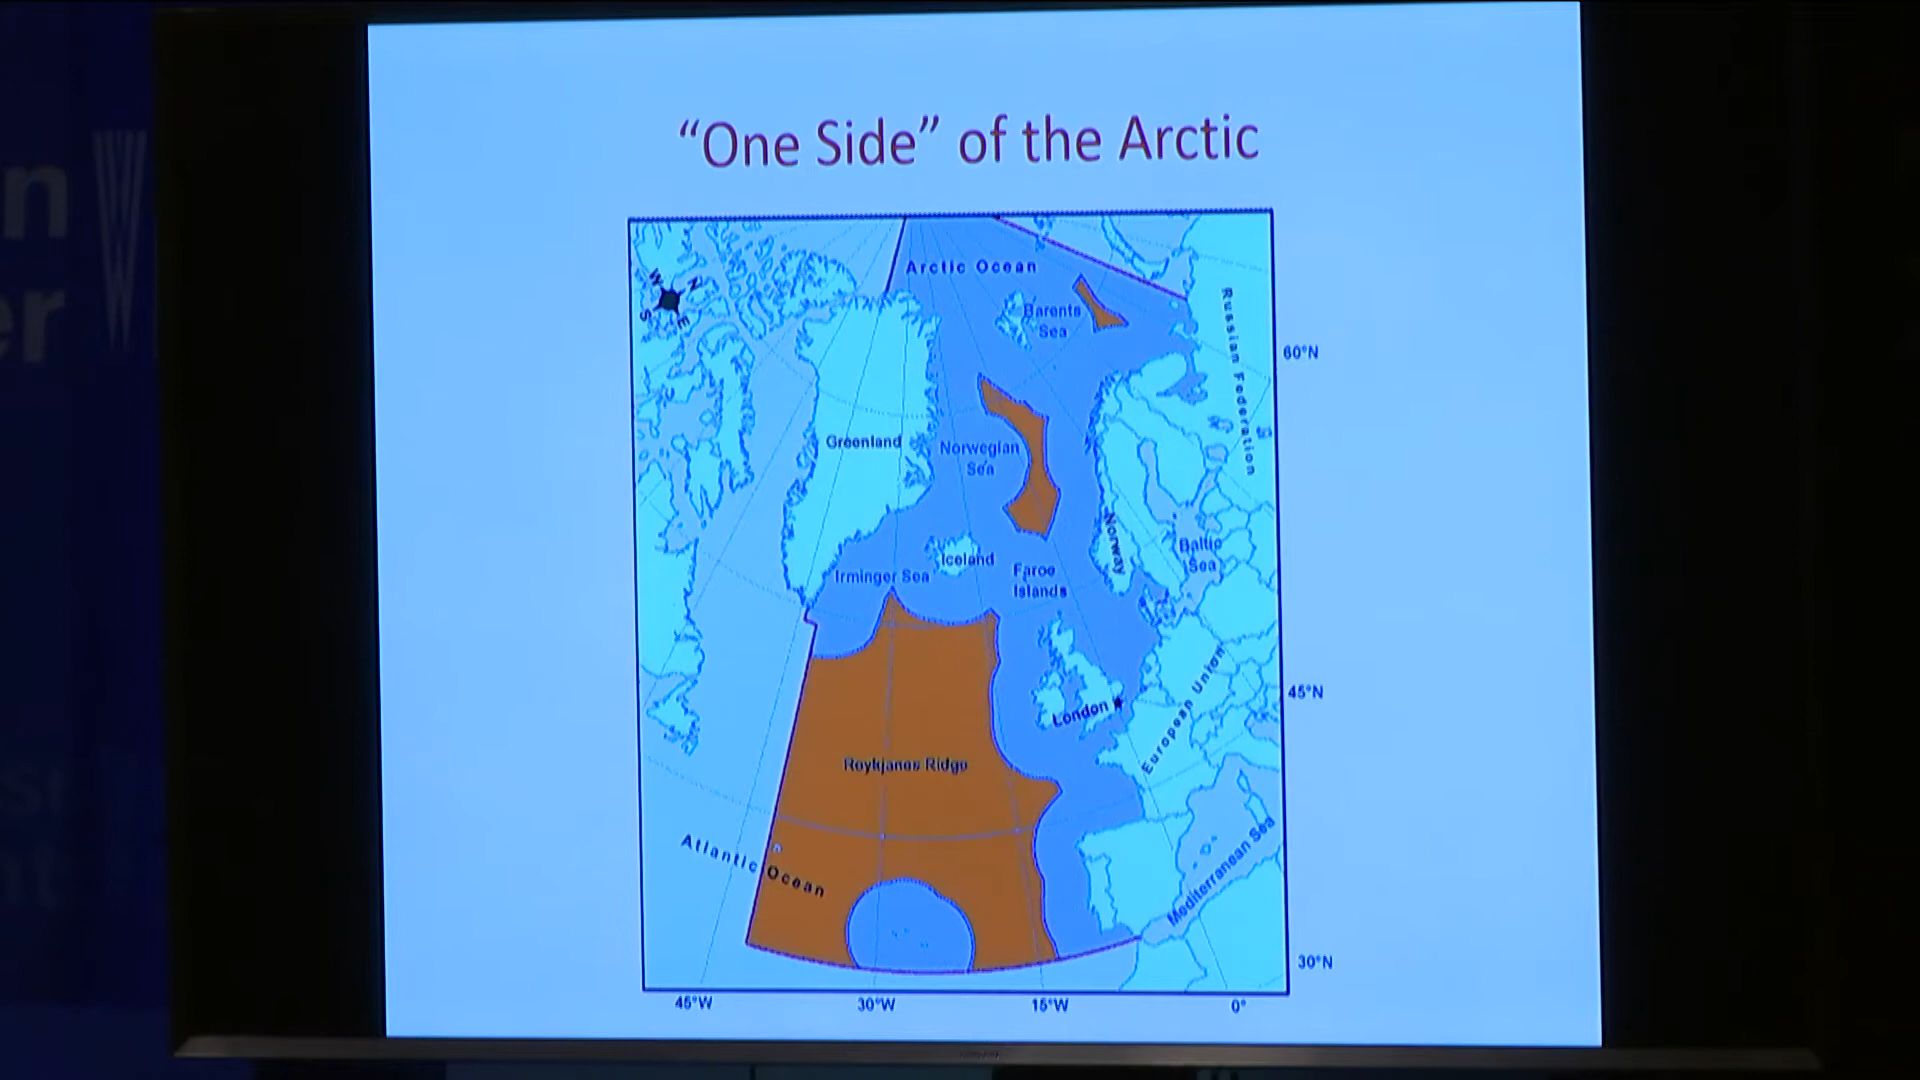 “One Side” of the Arctic
Arctic Ocean
W N
S E
Barents
Sea
Russian Federation
60°N
Greenland
Norwegian
Sea
Norway
Iceland
Irminger Sea
Faroe
Islands
Baltic
Sea
London
European Union
45°N
Reykjanes Ridge
Atlantic Ocean
Mediterranean Sea
30°N
45°W
30°W
15°W
0°
n
er